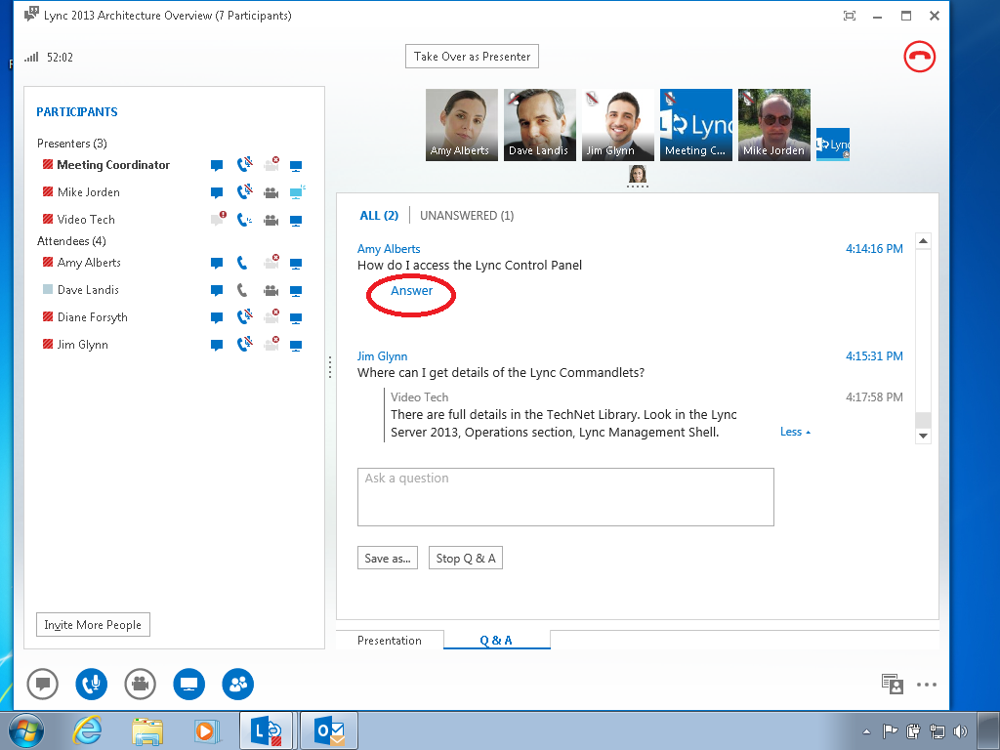 Lync 2013 Architecture Overview (7 Participants)
52:02
Take Over as Presenter
PARTICIPANTS
Presenters (3)
Meeting Coordinator
Mike Jorden
Video Tech
Attendees (4)
Amy Alberts
Dave Landis
Diane Forsyth
Jim Glynn
Invite More People
Amy Alberts
Dave Landis
Jim Glynn
Lync
Meeting C...
Mike Jorden
Lync
ALL (2)
UNANSWERED (1)
Amy Alberts
4:14:16 PM
How do I access the Lync Control Panel
Answer
Jim Glynn
4:15:31 PM
Where can I get details of the Lync Commandlets?
Video Tech
4:17:58 PM
There are full details in the TechNet Library. Look in the Lync
Server 2013, Operations section, Lync Management Shell.
Less
Ask a question
Save as...
Stop Q & A
Presentation
Q & A